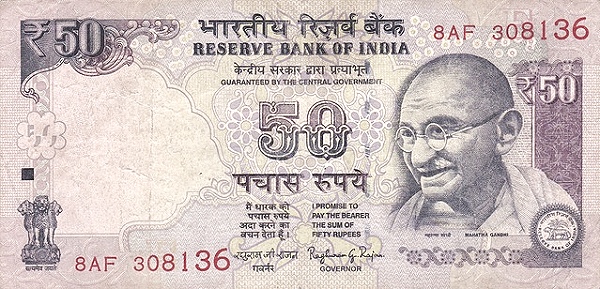 ₹50
भारतीय रिज़र्व बैंक
RESERVE BANK OF INDIA
8AF 308136
केन्द्रीय सरकार द्वारा प्रत्याभूत
GUARANTEED BY THE CENTRAL GOVERNMENT
₹50
50
पचास रुपये
मैं धारक को
पचास रुपये
अदा करने का
वचन देता हूँ।
I PROMISE TO
PAY THE BEARER
THE SUM OF
FIFTY RUPEES
महात्मा गांधी MAHATMA GANDHI
सत्यमेव जयते
8AF 308136
रघुराम जी राजन
गवर्नर
Raghuram G. Rajan
GOVERNOR